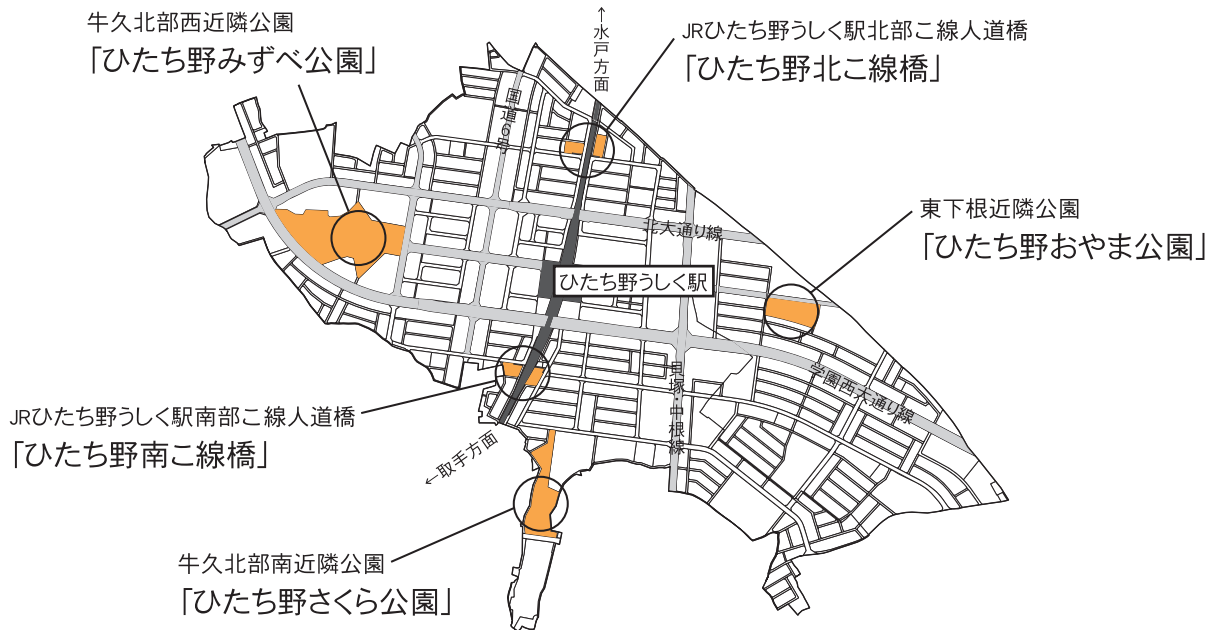 牛久北部西近隣公園
「ひたち野みずべ公園」
←水戸方面
JRひたち野うしく駅北部こ線人道橋
「ひたち野北こ線橋」
国道6号
北大通り線
東下根近隣公園
「ひたち野おやま公園」
ひたち野うしく駅
学園西大通り線
貝塚・中根線
JRひたち野うしく駅南部こ線人道橋
「ひたち野南こ線橋」
←取手方面
牛久北部南近隣公園
「ひたち野さくら公園」